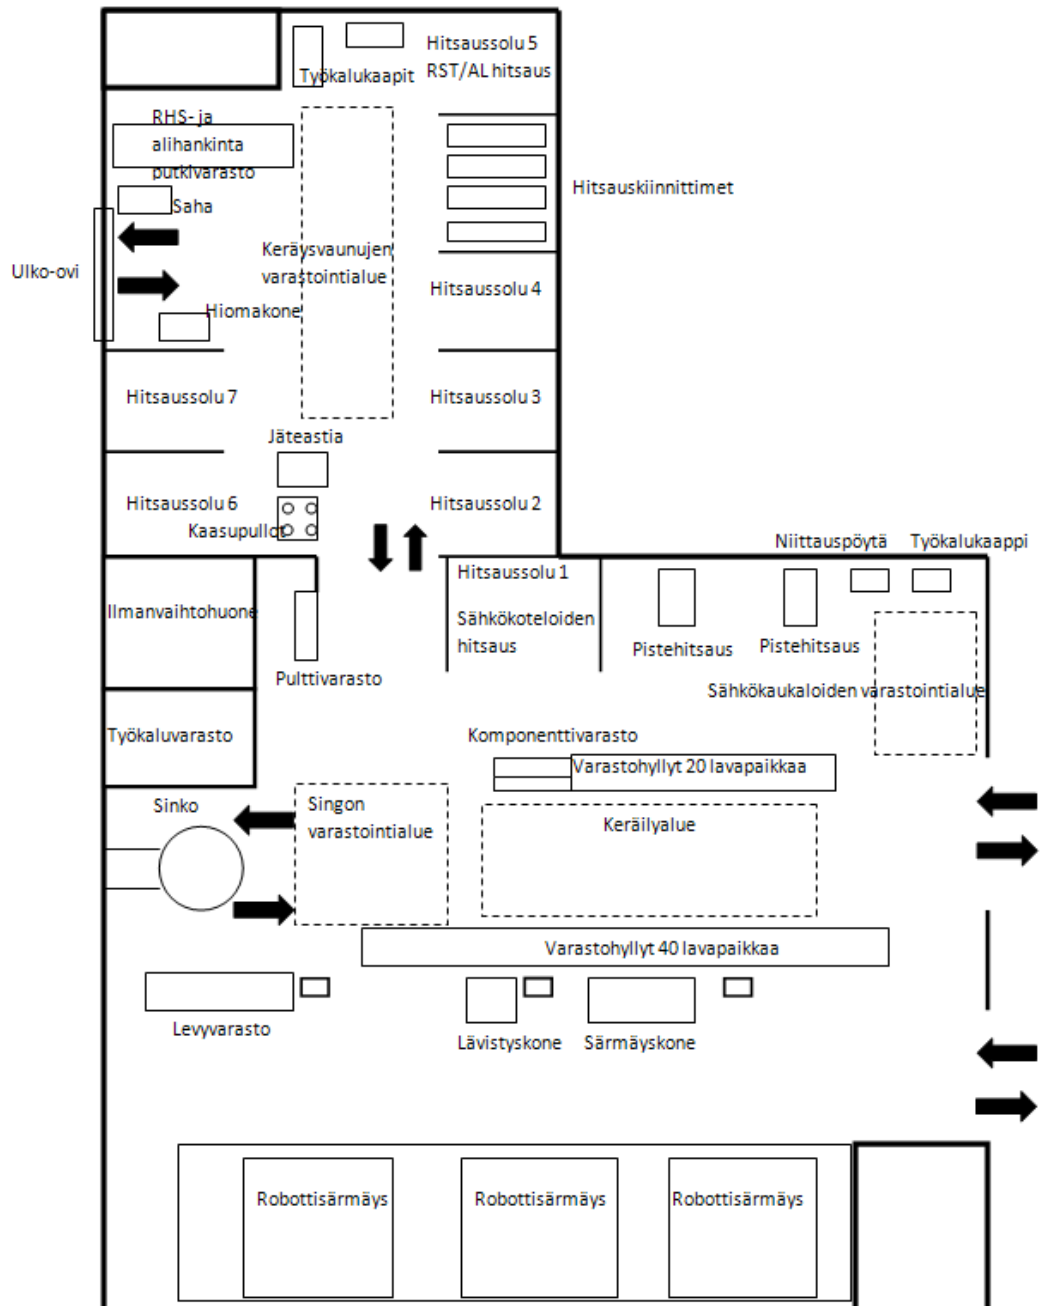 Hitsaussolu 5
RST/AL hitsaus
Työkalukaapit
RHS- ja
alihankinta
putkivarasto
Hitsauskiinnittimet
Saha
Keräysvaunujen
varastointialue
Ulko-ovi
Hitsaussolu 4
Hiomakone
Hitsaussolu 7
Hitsaussolu 3
Jäteastia
Hitsaussolu 6
Hitsaussolu 2
Kaasupullot
Niittauspöytä
Työkalukaappi
Hitsaussolu 1
Ilmanvaihtohuone
Sähkökoteloiden
hitsaus
Pistehitsaus
Pistehitsaus
Pulttivarasto
Sähkökaukaloiden varastointialue
Työkaluvarasto
Komponenttivarasto
Varastohyllyt 20 lavapaikkaa
Sinko
Singon
varastointialue
Keräilyalue
Varastohyllyt 40 lavapaikkaa
Levyvarasto
Lävistyskone
Särmäyskone
Robottisärmäys
Robottisärmäys
Robottisärmäys